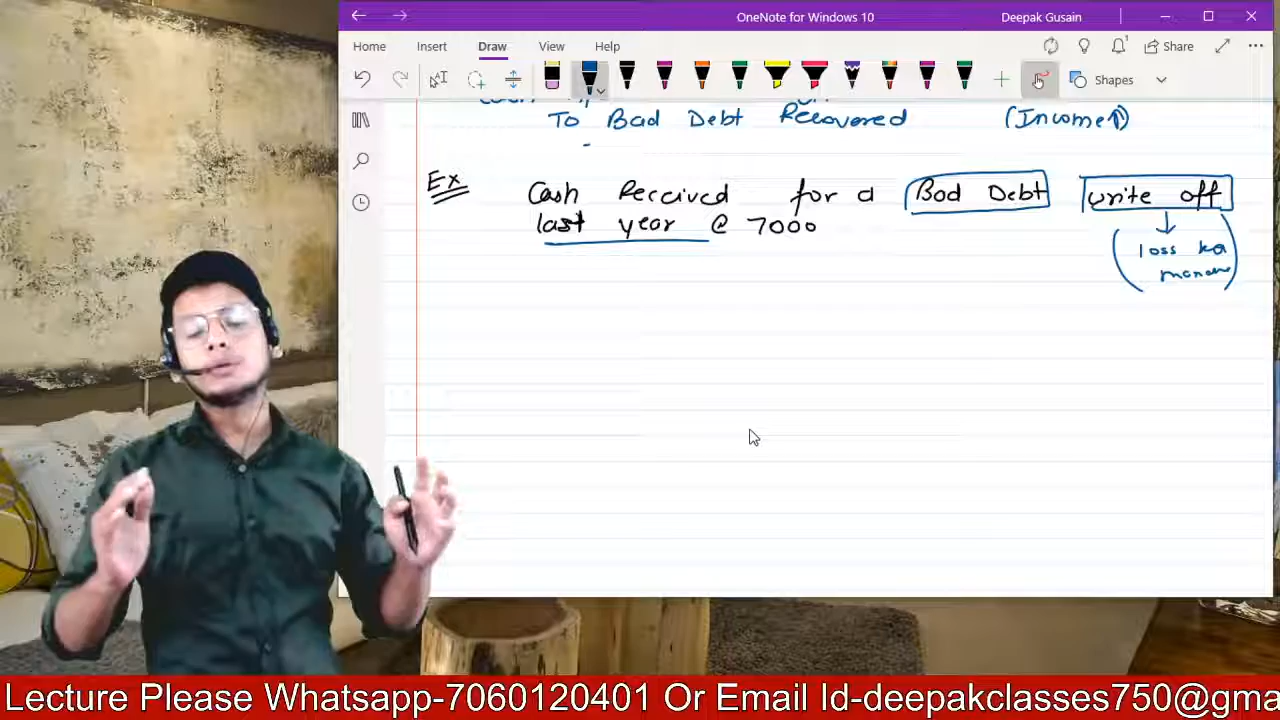 OneNote for Windows 10
Deepak Gusain
Home Insert Draw View Help
Share
Shapes
To Bad Debt Recovered (Income↑)
Ex Cash Received for a Bad Debt write off
last year @ 7000
loss ka
Lecture Please Whatsapp-7060120401 Or Email Id-deepakclasses750@gma